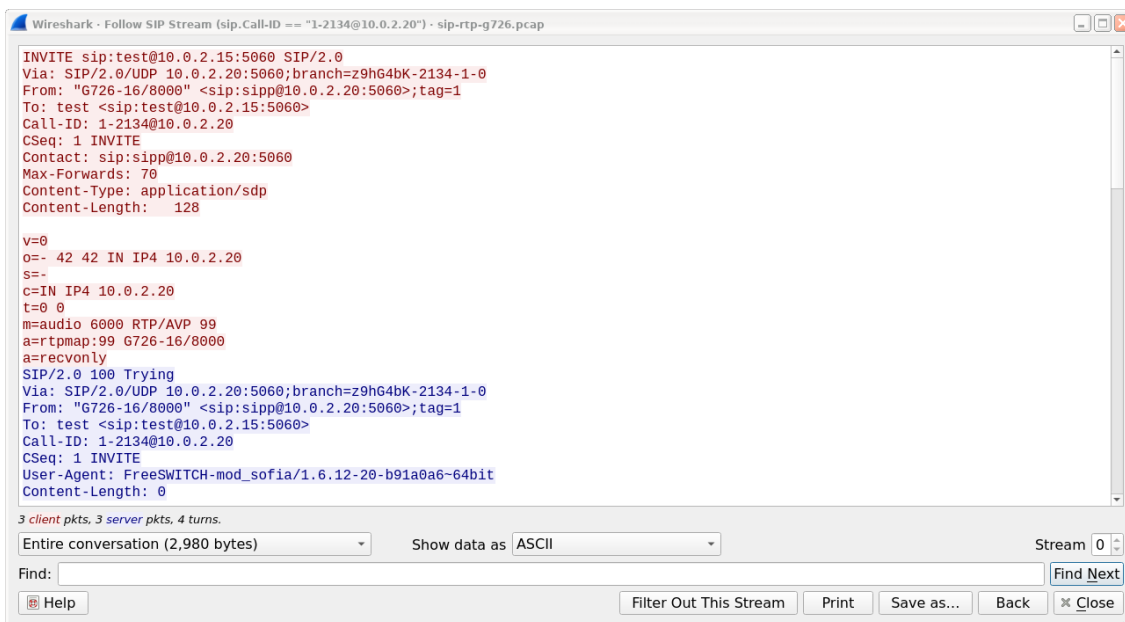 Wireshark · Follow SIP Stream (sip.Call-ID == "1-2134@10.0.2.20") · sip-rtp-g726.pcap
INVITE sip:test@10.0.2.15:5060 SIP/2.0
Via: SIP/2.0/UDP 10.0.2.20:5060;branch=z9hG4bK-2134-1-0
From: "G726-16/8000" <sip:sipp@10.0.2.20:5060>;tag=1
To: test <sip:test@10.0.2.15:5060>
Call-ID: 1-2134@10.0.2.20
CSeq: 1 INVITE
Contact: sip:sipp@10.0.2.20:5060
Max-Forwards: 70
Content-Type: application/sdp
Content-Length:   128
v=0
o=- 42 42 IN IP4 10.0.2.20
s=-
c=IN IP4 10.0.2.20
t=0 0
m=audio 6000 RTP/AVP 99
a=rtpmap:99 G726-16/8000
a=recvonly
SIP/2.0 100 Trying
Via: SIP/2.0/UDP 10.0.2.20:5060;branch=z9hG4bK-2134-1-0
From: "G726-16/8000" <sip:sipp@10.0.2.20:5060>;tag=1
To: test <sip:test@10.0.2.15:5060>
Call-ID: 1-2134@10.0.2.20
CSeq: 1 INVITE
User-Agent: FreeSWITCH-mod_sofia/1.6.12-20-b91a0a6~64bit
Content-Length: 0
3 client pkts, 3 server pkts, 4 turns.
Entire conversation (2,980 bytes) Show data as ASCII Stream 0
Find: Find Next
Help Filter Out This Stream Print Save as... Back Close